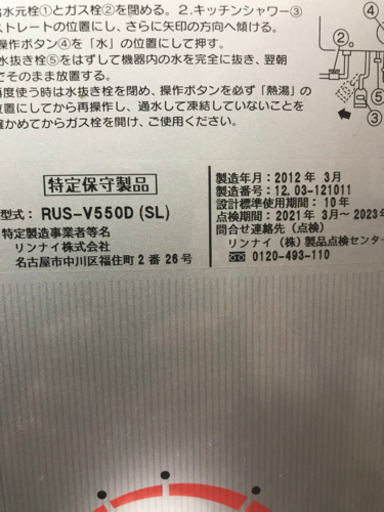 水元栓①とガス栓②を閉める。2.キッチンシャワー③
ストレートの位置にし、さらに矢印の方向へ傾ける。
操作ボタン④を「水」の位置にして押す。
水抜き栓⑤をはずして機器内の水を完全に抜き、翌朝
でそのまま放置する。
度使う時は水抜き栓を閉め、操作ボタンを必ず「熱湯」の
位置にしてから再操作し、通水して凍結していないことを
確かめてからガス栓を開け、ご使用ください。
④
②
③
特定保守製品
型式: RUS-V550D(SL)
特定製造事業者等名
リンナイ株式会社
名古屋市中川区福住町2番26号
製造年月: 2012年 3月
製造番号: 12.03-121011
設計標準使用期間: 10年
点検期間: 2021年 3月~2023年
問合せ連絡先(点検)
リンナイ(株)製品点検セン
0120-493-110